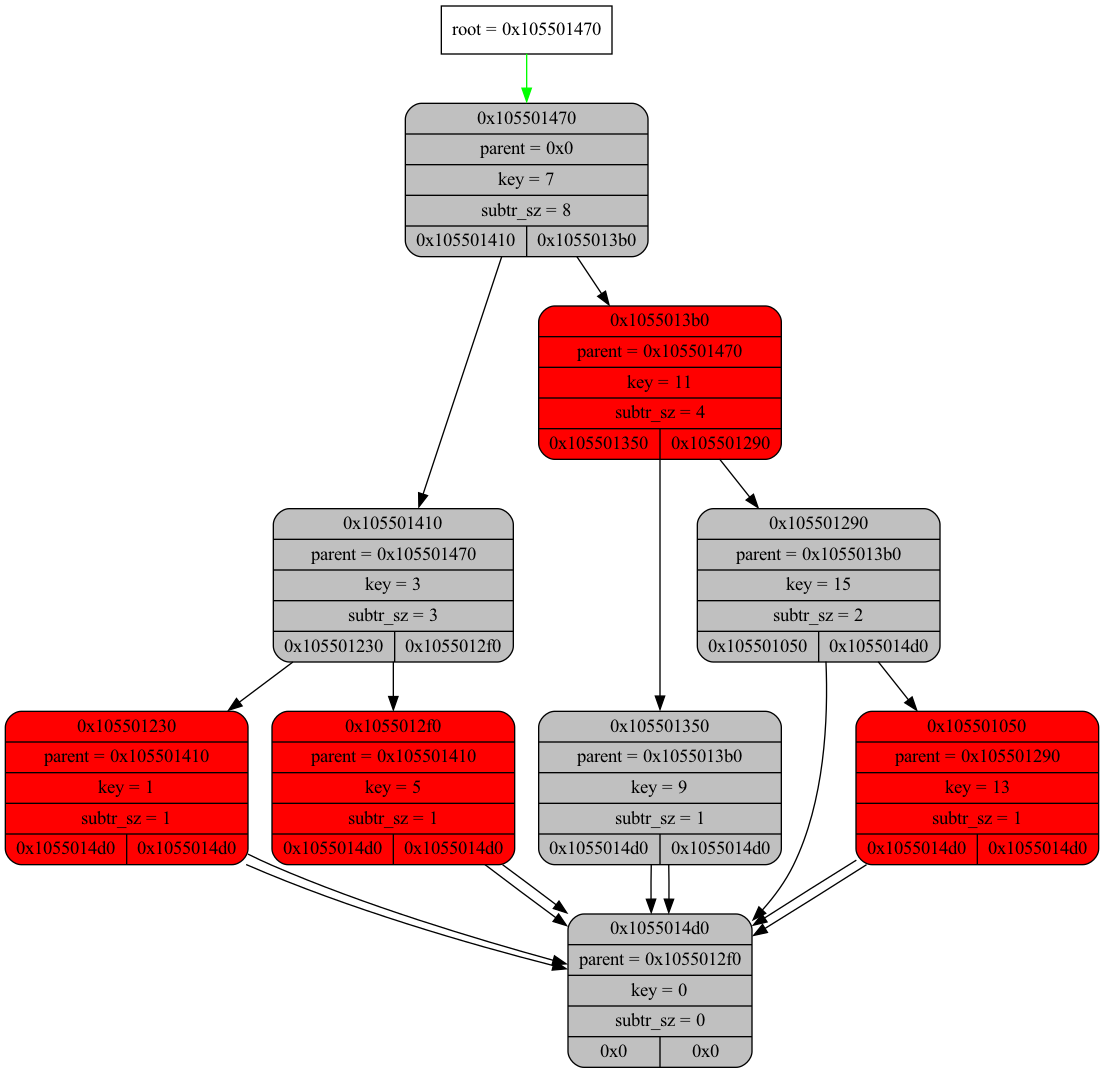 root = 0x105501470
0x105501470
parent = 0x0
key = 7
subtr_sz = 8
0x105501410 0x1055013b0
0x1055013b0
parent = 0x105501470
key = 11
subtr_sz = 4
0x105501350 0x105501290
0x105501410
parent = 0x105501470
key = 3
subtr_sz = 3
0x105501230 0x1055012f0
0x105501290
parent = 0x1055013b0
key = 15
subtr_sz = 2
0x105501050 0x1055014d0
0x105501230
parent = 0x105501410
key = 1
subtr_sz = 1
0x1055014d0 0x1055014d0
0x1055012f0
parent = 0x105501410
key = 5
subtr_sz = 1
0x1055014d0 0x1055014d0
0x105501350
parent = 0x1055013b0
key = 9
subtr_sz = 1
0x1055014d0 0x1055014d0
0x105501050
parent = 0x105501290
key = 13
subtr_sz = 1
0x1055014d0 0x1055014d0
0x1055014d0
parent = 0x1055012f0
key = 0
subtr_sz = 0
0x0 0x0